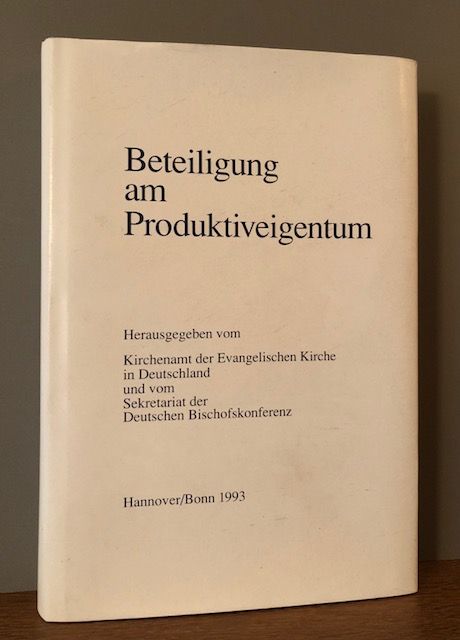 Beteiligung
am
Produktiveigentum
Herausgegeben vom
Kirchenamt der Evangelischen Kirche
in Deutschland
und vom
Sekretariat der
Deutschen Bischofskonferenz
Hannover/Bonn 1993